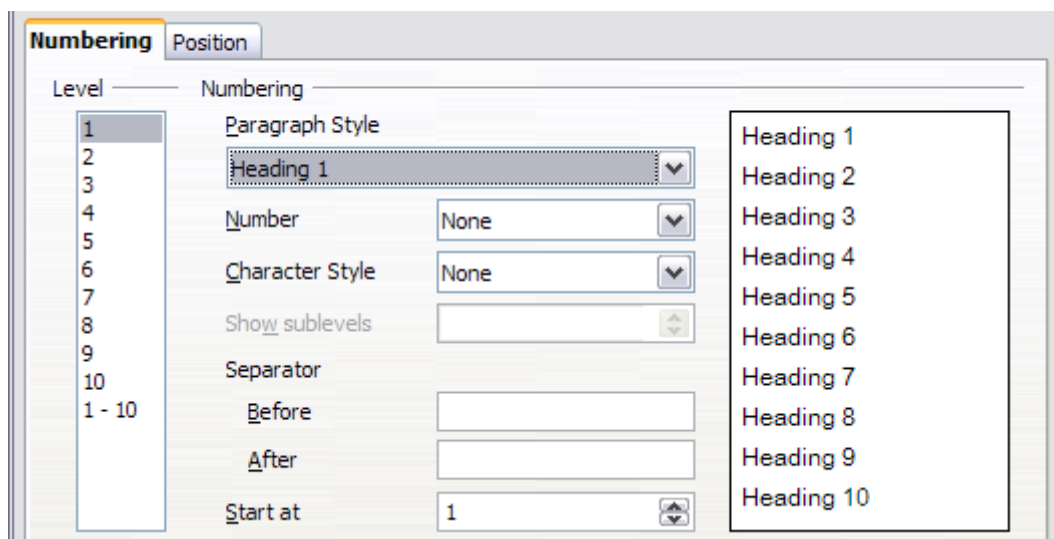 Numbering Position
Level Numbering
1
2
3
4
5
6
7
8
9
10
1 - 10
Paragraph Style
Heading 1
Number None
Character Style None
Show sublevels
Separator
Before
After
Start at 1
Heading 1
Heading 2
Heading 3
Heading 4
Heading 5
Heading 6
Heading 7
Heading 8
Heading 9
Heading 10